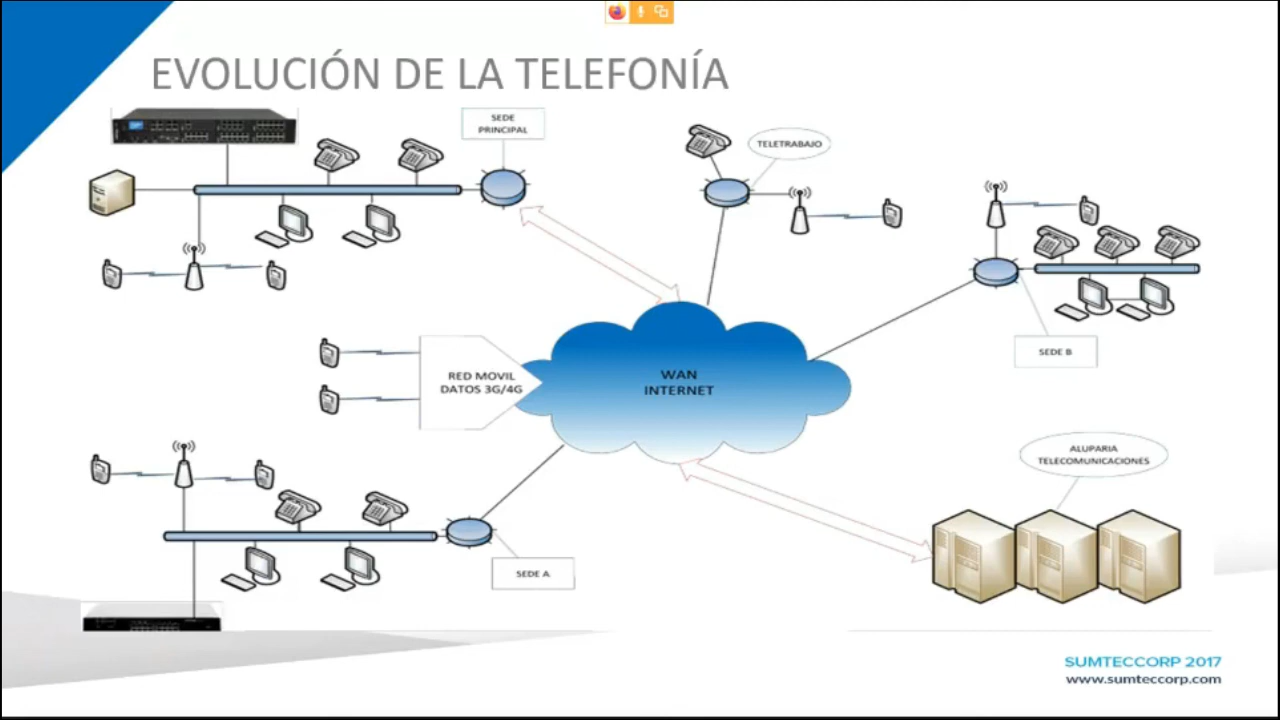 EVOLUCIÓN DE LA TELEFONÍA
SEDE
PRINCIPAL
TELETRABAJO
SEDE B
RED MOVIL
DATOS 3G/4G
WAN
INTERNET
ALUPARIA
TELECOMUNICACIONES
SEDE A
SUMTECCORP 2017
www.sumteccorp.com